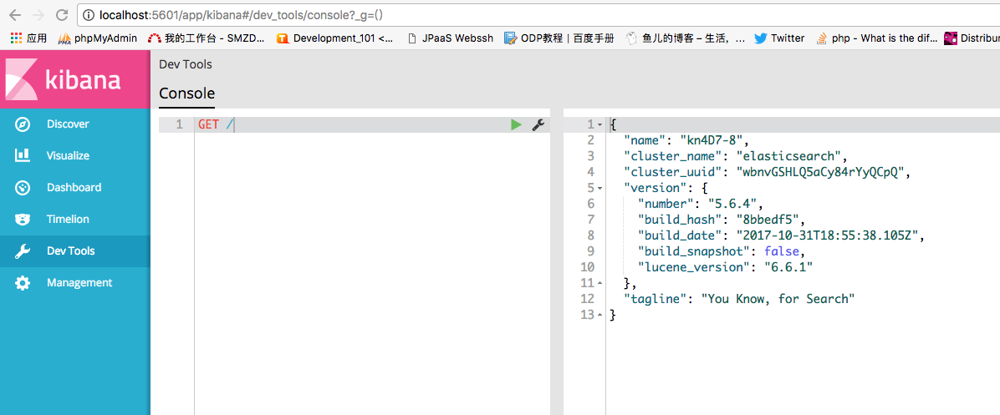 localhost:5601/app/kibana#/dev_tools/console?_g=()
应用 phpMyAdmin 我的工作台 - SMZD... Development_101 <... JPaaS Webssh ODP教程 | 百度手册 鱼儿的博客 – 生活，... Twitter php - What is the dif... Distribu
kibana
Discover
Visualize
Dashboard
Timelion
Dev Tools
Management
Dev Tools
Console
1 GET /
1 {
2 "name": "kn4D7-8",
3 "cluster_name": "elasticsearch",
4 "cluster_uuid": "wbnvGSHLQ5aCy84rYyQCpQ",
5 "version": {
6 "number": "5.6.4",
7 "build_hash": "8bbedf5",
8 "build_date": "2017-10-31T18:55:38.105Z",
9 "build_snapshot": false,
10 "lucene_version": "6.6.1"
11 },
12 "tagline": "You Know, for Search"
13 }